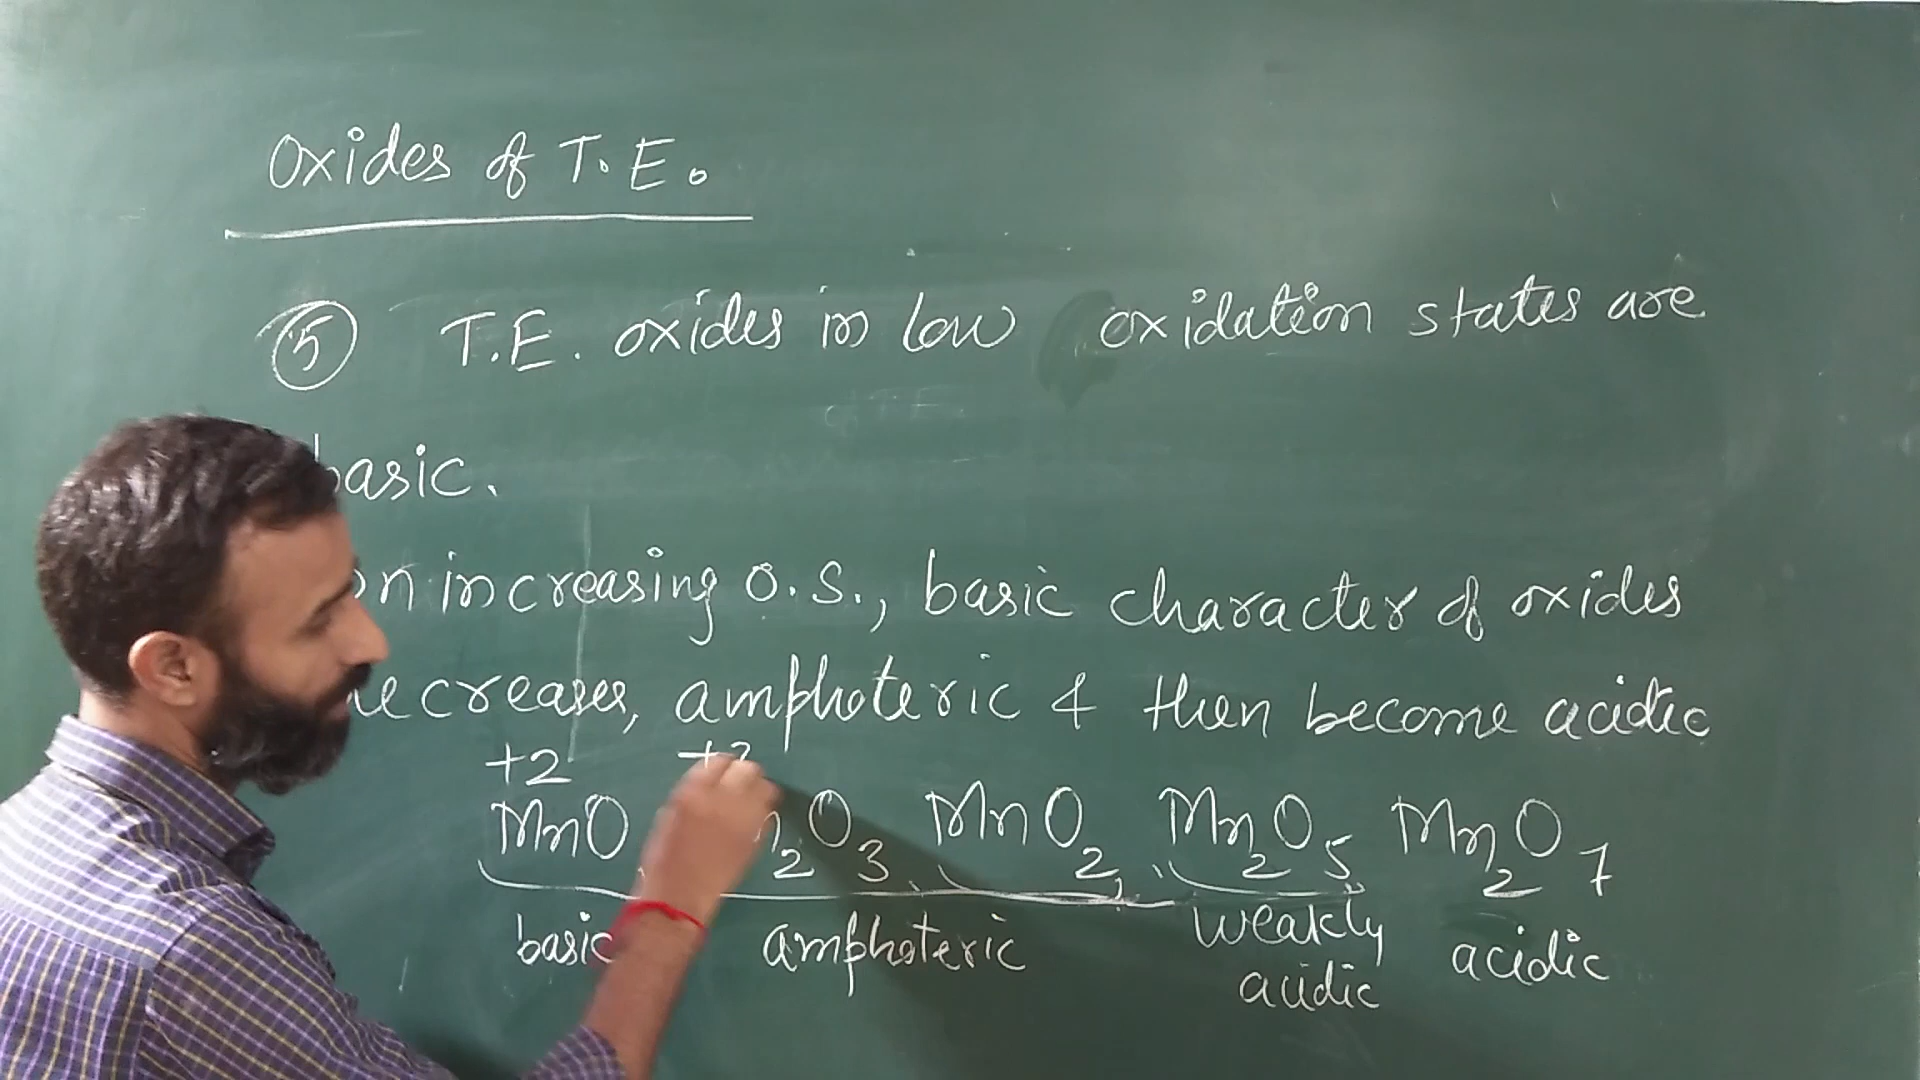 Oxides of T.E.
⑤ T.E. oxides in low oxidation states are
basic.
on increasing O.S., basic character of oxides
decreases, amphoteric & then become acidic
+2 +3
MnO n₂O₃, MnO₂, Mn₂O₅ Mn₂O₇
basic amphoteric weakly acidic acidic